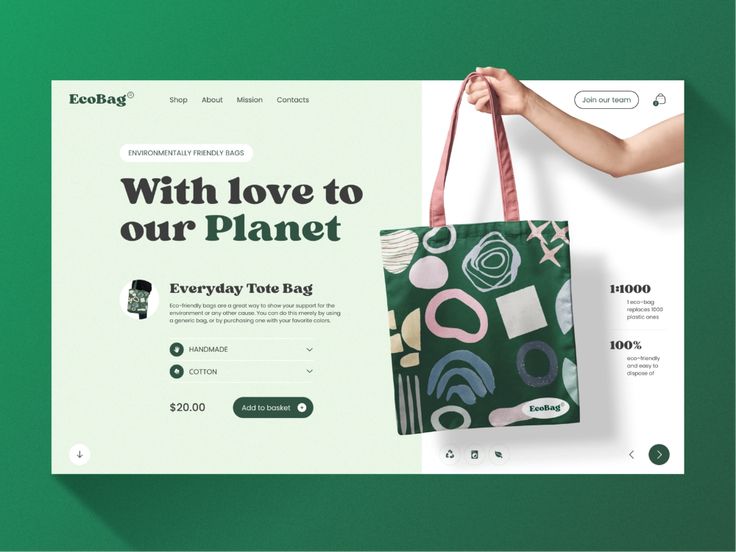 EcoBag
Shop
About
Mission
Contacts
Join our team
ENVIRONMENTALLY FRIENDLY BAGS
With love to
our Planet
Everyday Tote Bag
Eco-friendly bags are a great way to show your support for the
environment or any other cause. You can do this merely by using
a generic bag, or by purchasing one with your favorite colors.
HANDMADE
COTTON
$20.00
Add to basket
EcoBag
1:1000
1 eco-bag
replaces 1000
plastic ones
100%
eco-friendly
and easy to
dispose of